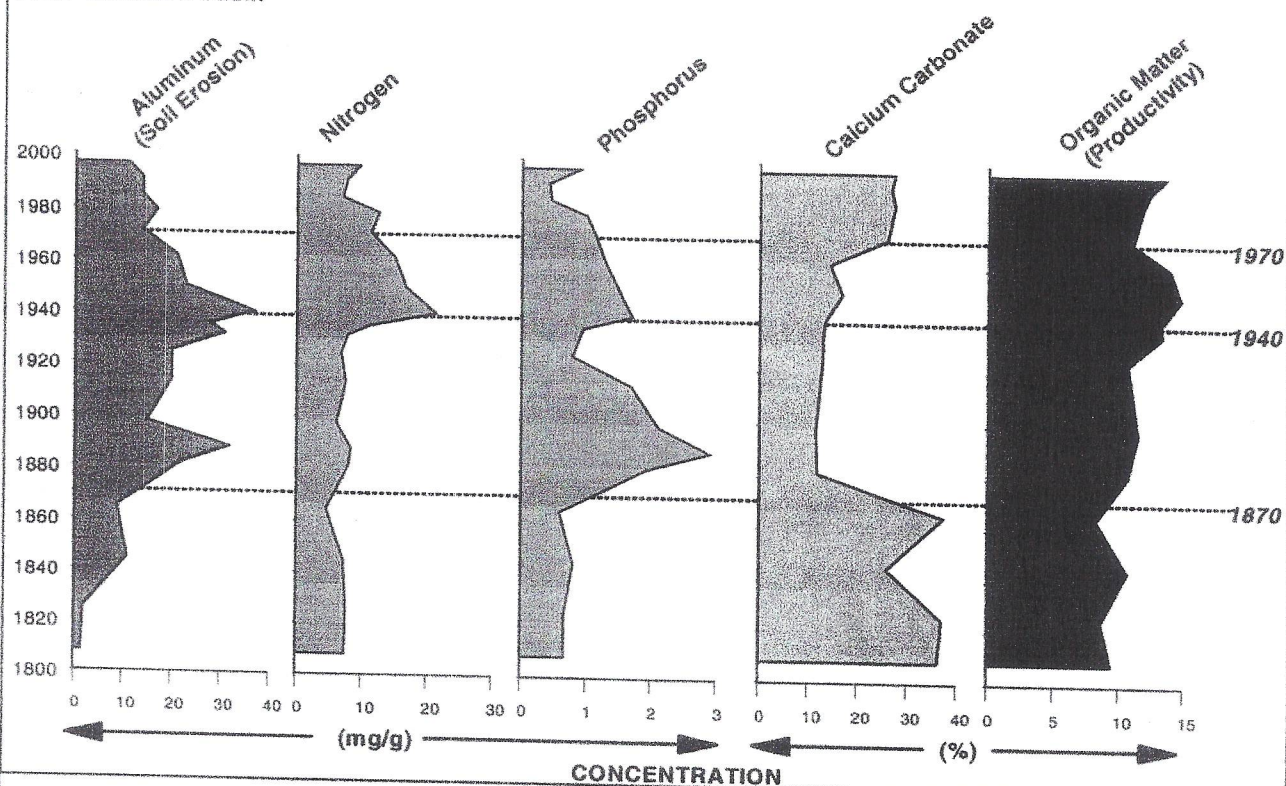 Aluminum
(Soil Erosion)
Nitrogen
Phosphorus
Calcium Carbonate
Organic Matter
(Productivity)
2000
1980
1960
1940
1920
1900
1880
1860
1840
1820
1800
1970
1940
1870
0 10 20 30 40
0 10 20 30
0 1 2 3
0 10 20 30 40
0 5 10 15
(mg/g)
(%)
CONCENTRATION